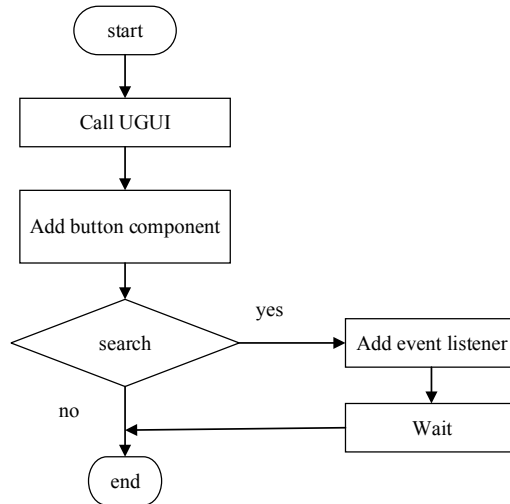 start
Call UGUI
Add button component
yes
search
Add event listener
no
Wait
end